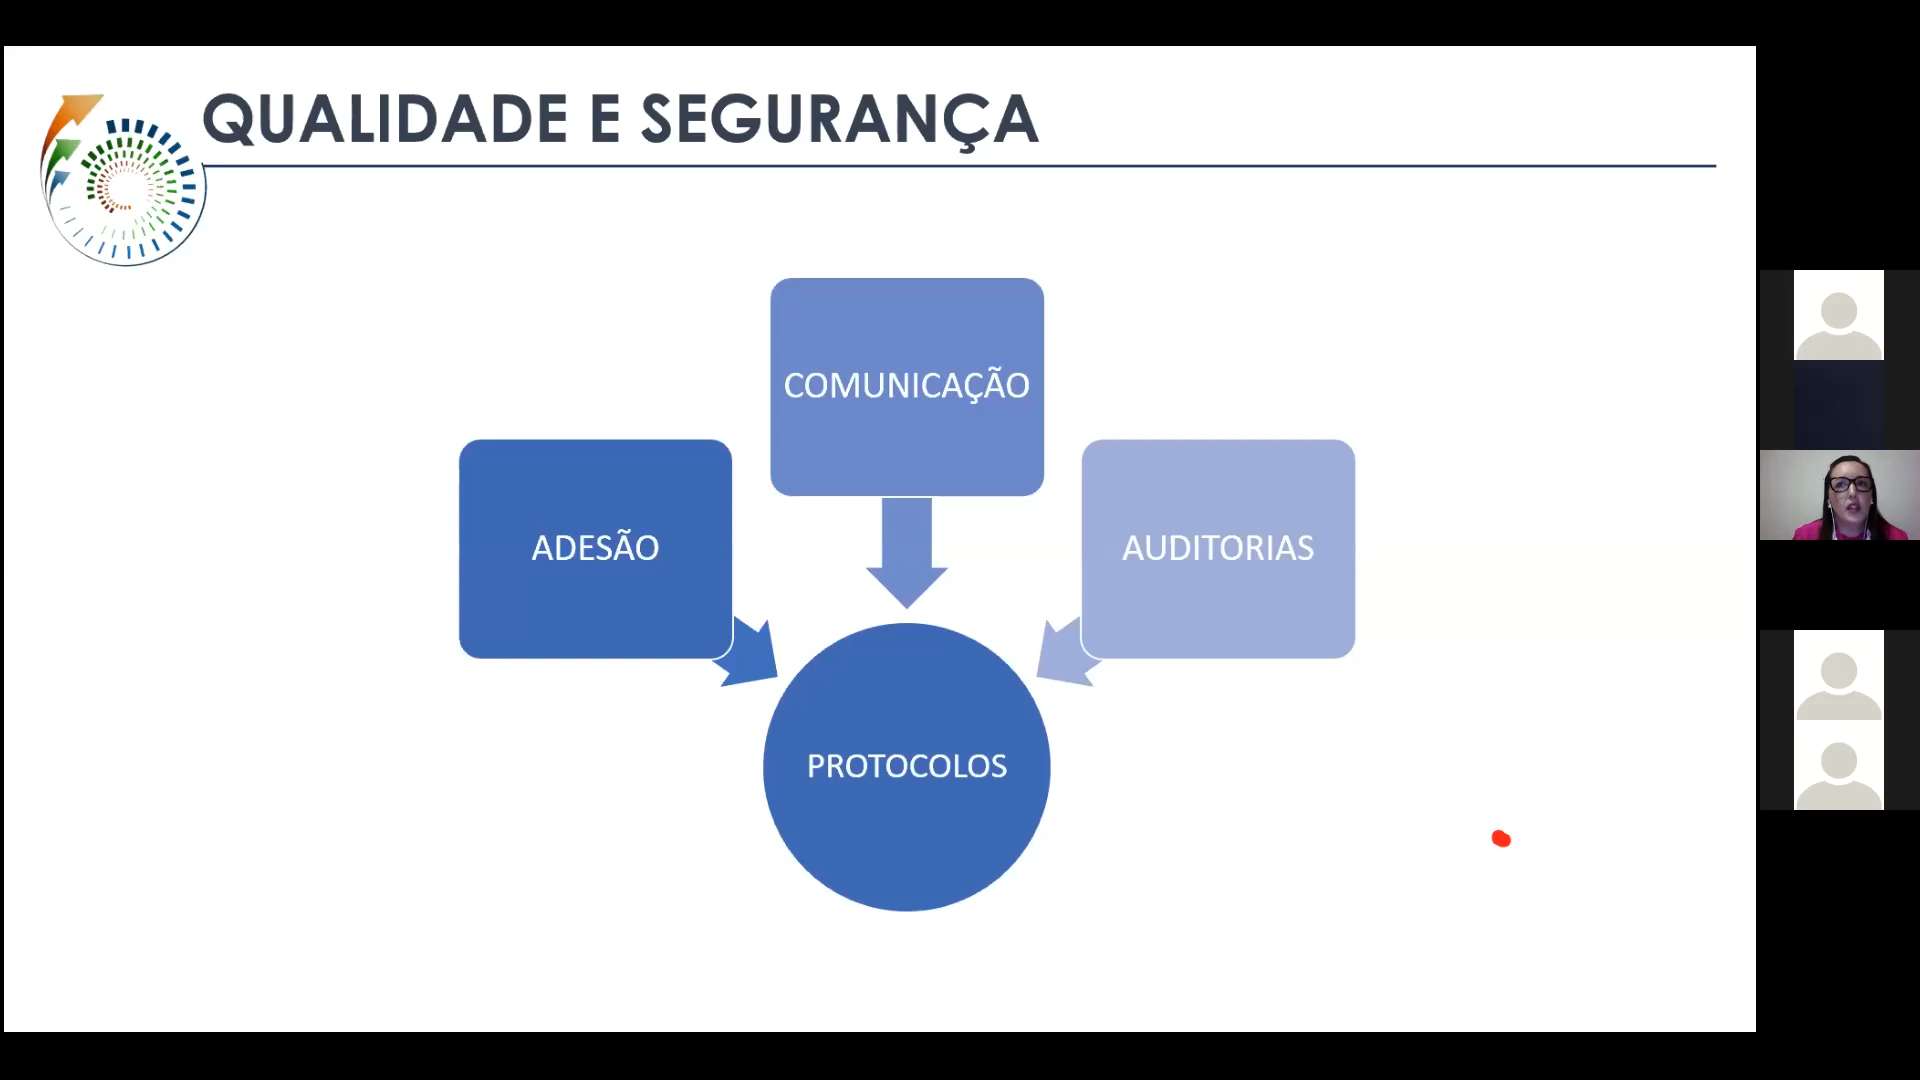 QUALIDADE E SEGURANÇA
COMUNICAÇÃO
ADESÃO
AUDITORIAS
PROTOCOLOS